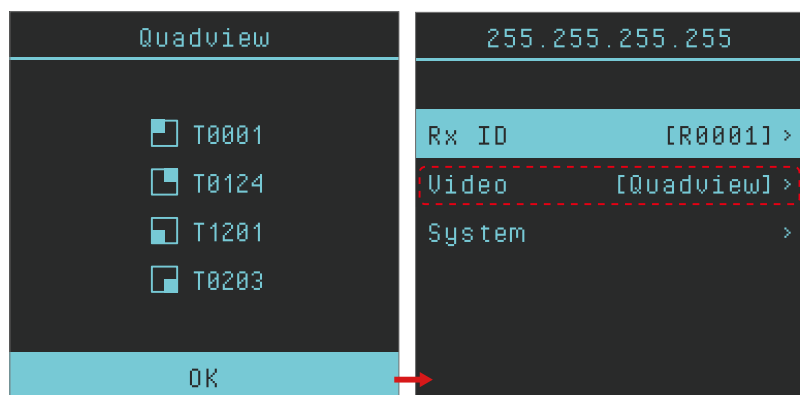 Quadview
T0001
T0124
T1201
T0203
OK
255.255.255.255
Rx ID [R0001] >
Video [Quadview] >
System >